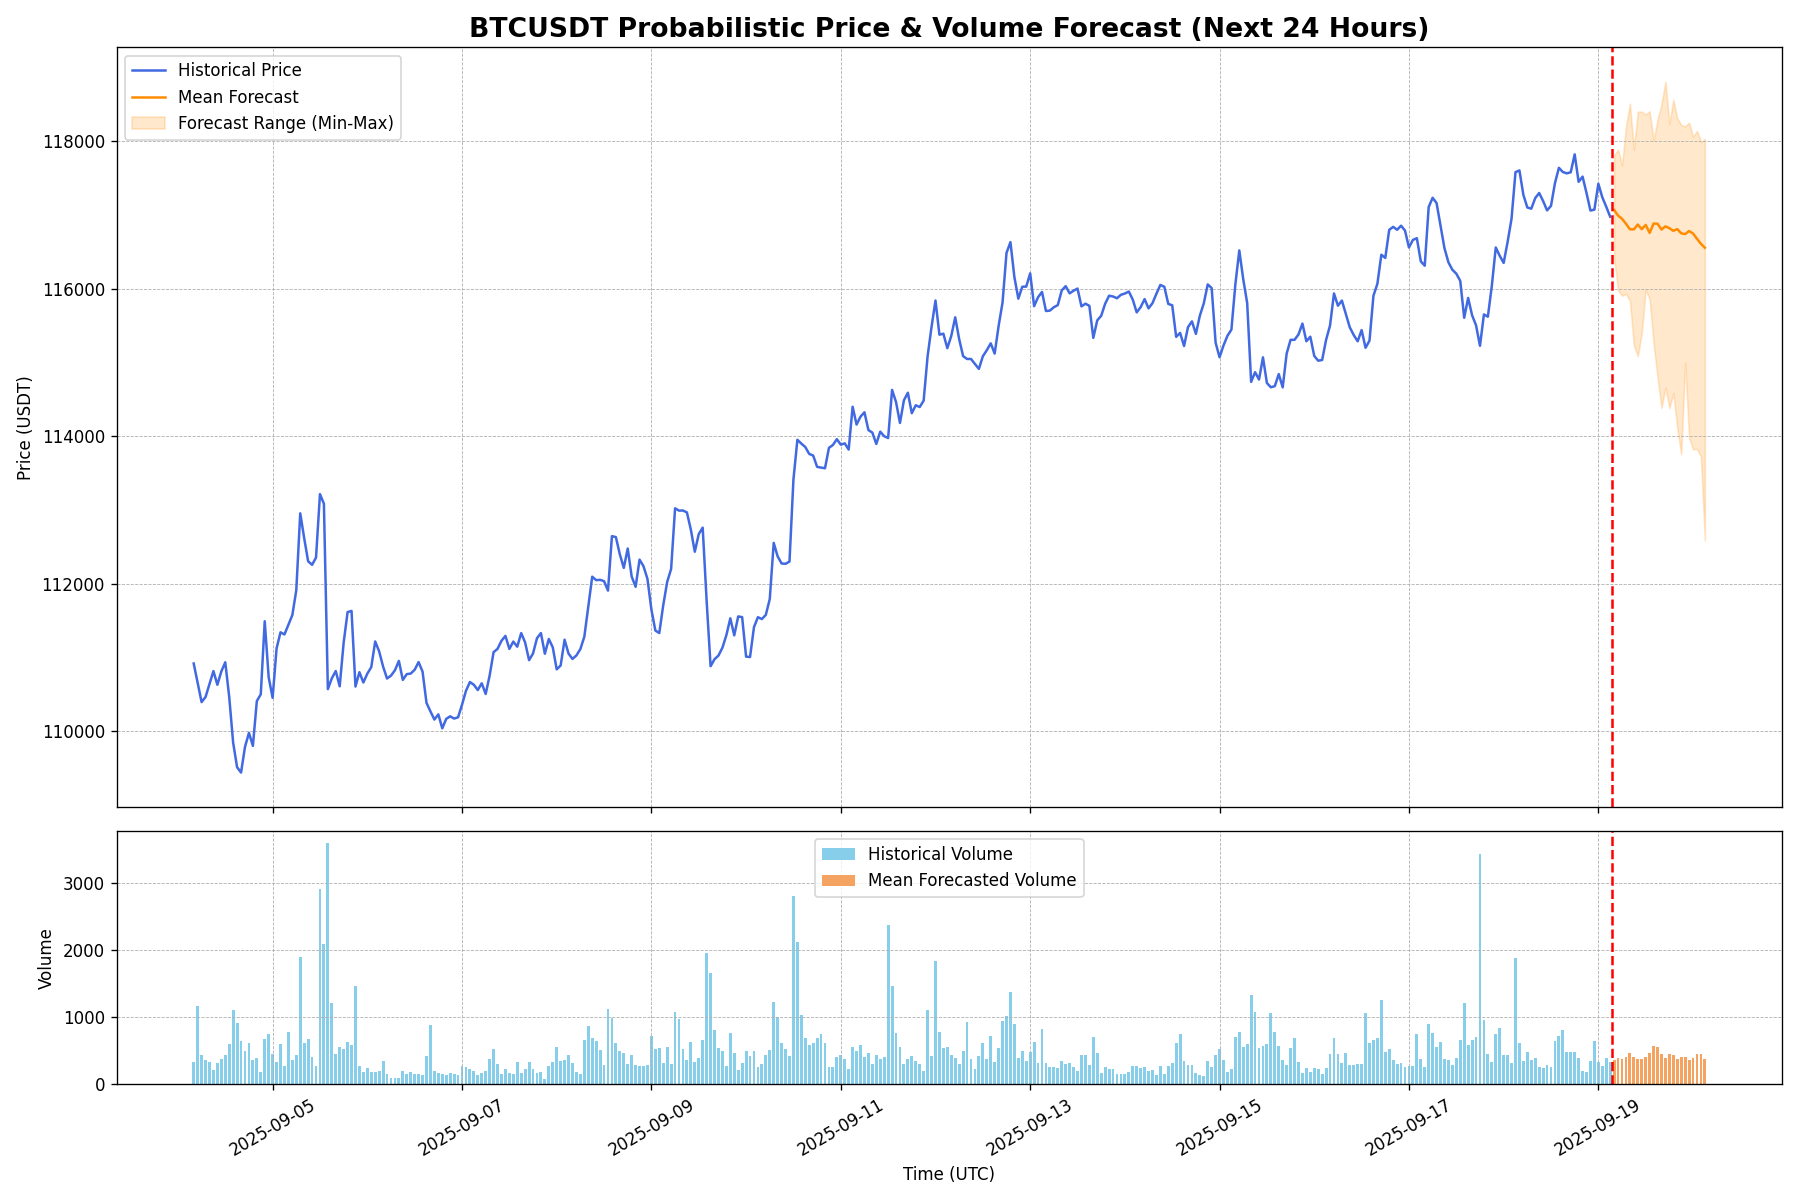 BTCUSDT Probabilistic Price & Volume Forecast (Next 24 Hours)
Historical Price
Mean Forecast
Forecast Range (Min-Max)
118000
116000
114000
112000
110000
Price (USDT)
Historical Volume
Mean Forecasted Volume
3000
2000
1000
0
Volume
2025-09-05
2025-09-07
2025-09-09
2025-09-11
2025-09-13
2025-09-15
2025-09-17
2025-09-19
Time (UTC)